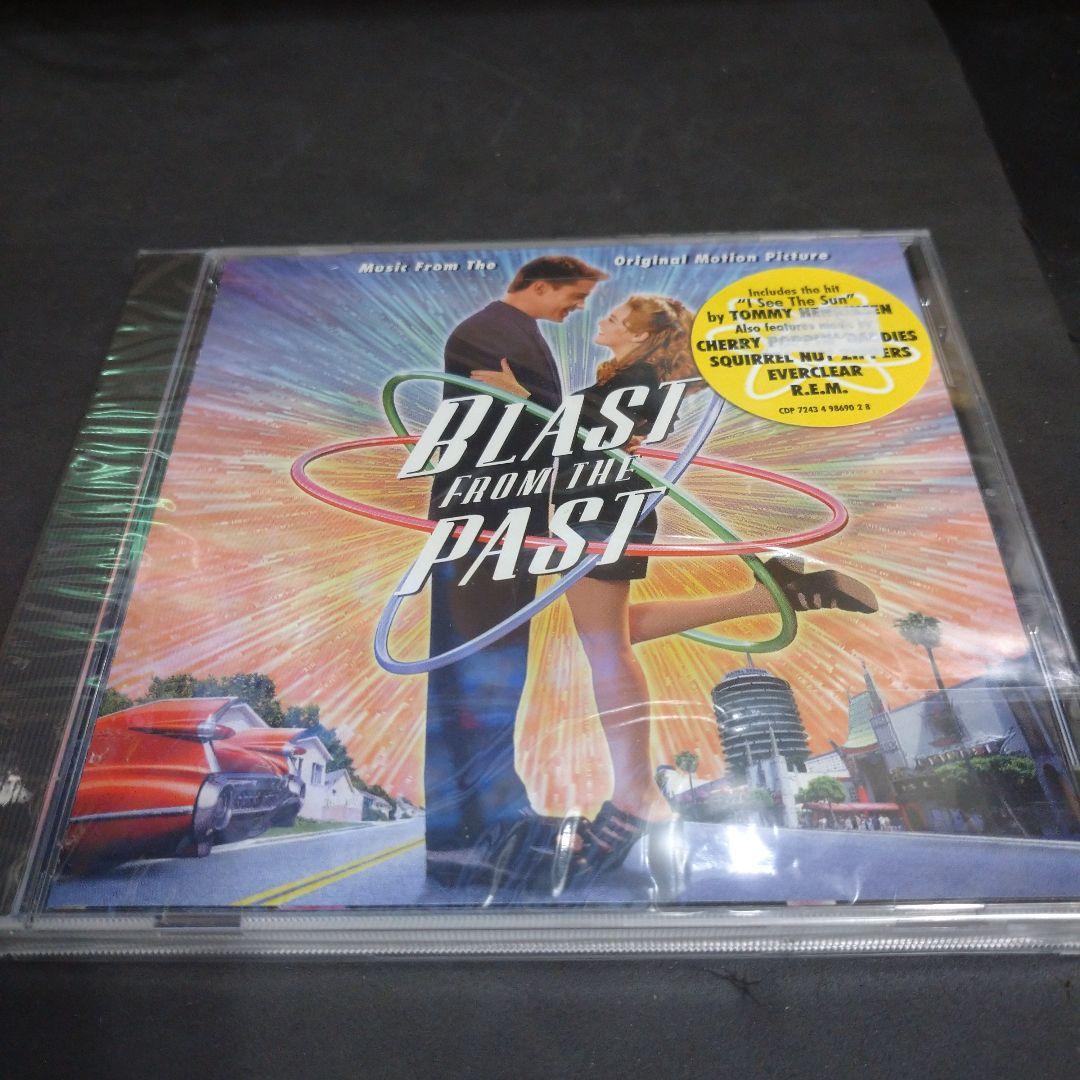 Music From The Original Motion Picture
Includes the hit
"I See The Sun"
by TOMMY
Also features
CHERRY
SQUIRREL NUT ZIPPERS
EVERCLEAR
R.E.M.
CDP 7243 4 98690 2 8
BLAST
FROM THE
PAST